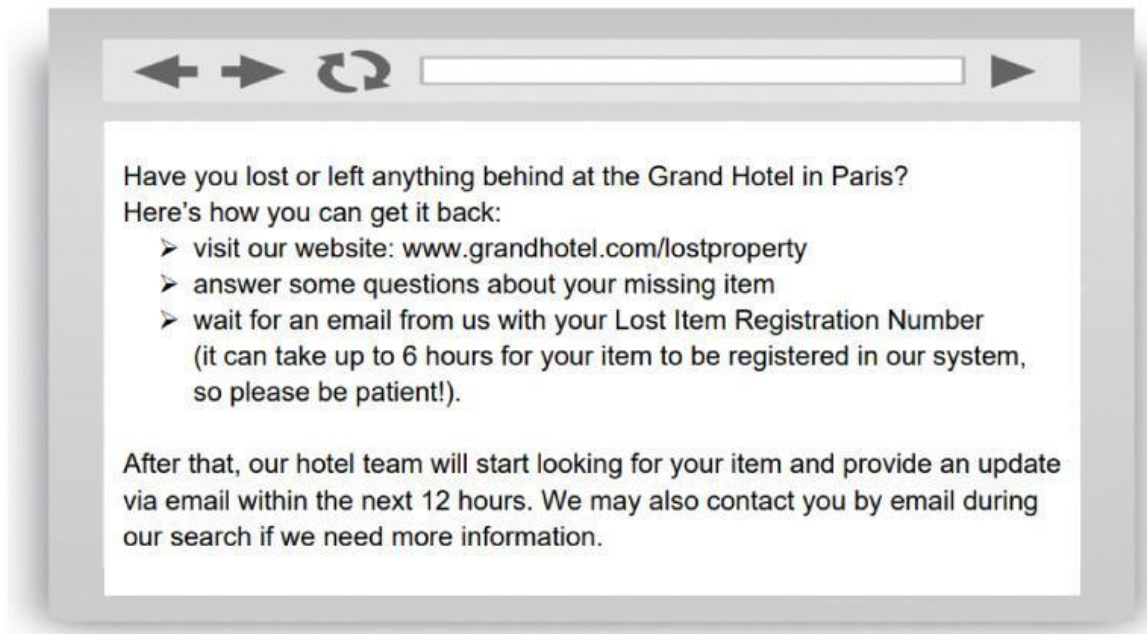 Have you lost or left anything behind at the Grand Hotel in Paris?
Here's how you can get it back:
➢ visit our website: www.grandhotel.com/lostproperty
➢ answer some questions about your missing item
➢ wait for an email from us with your Lost Item Registration Number
(it can take up to 6 hours for your item to be registered in our system,
so please be patient!).
After that, our hotel team will start looking for your item and provide an update
via email within the next 12 hours. We may also contact you by email during
our search if we need more information.